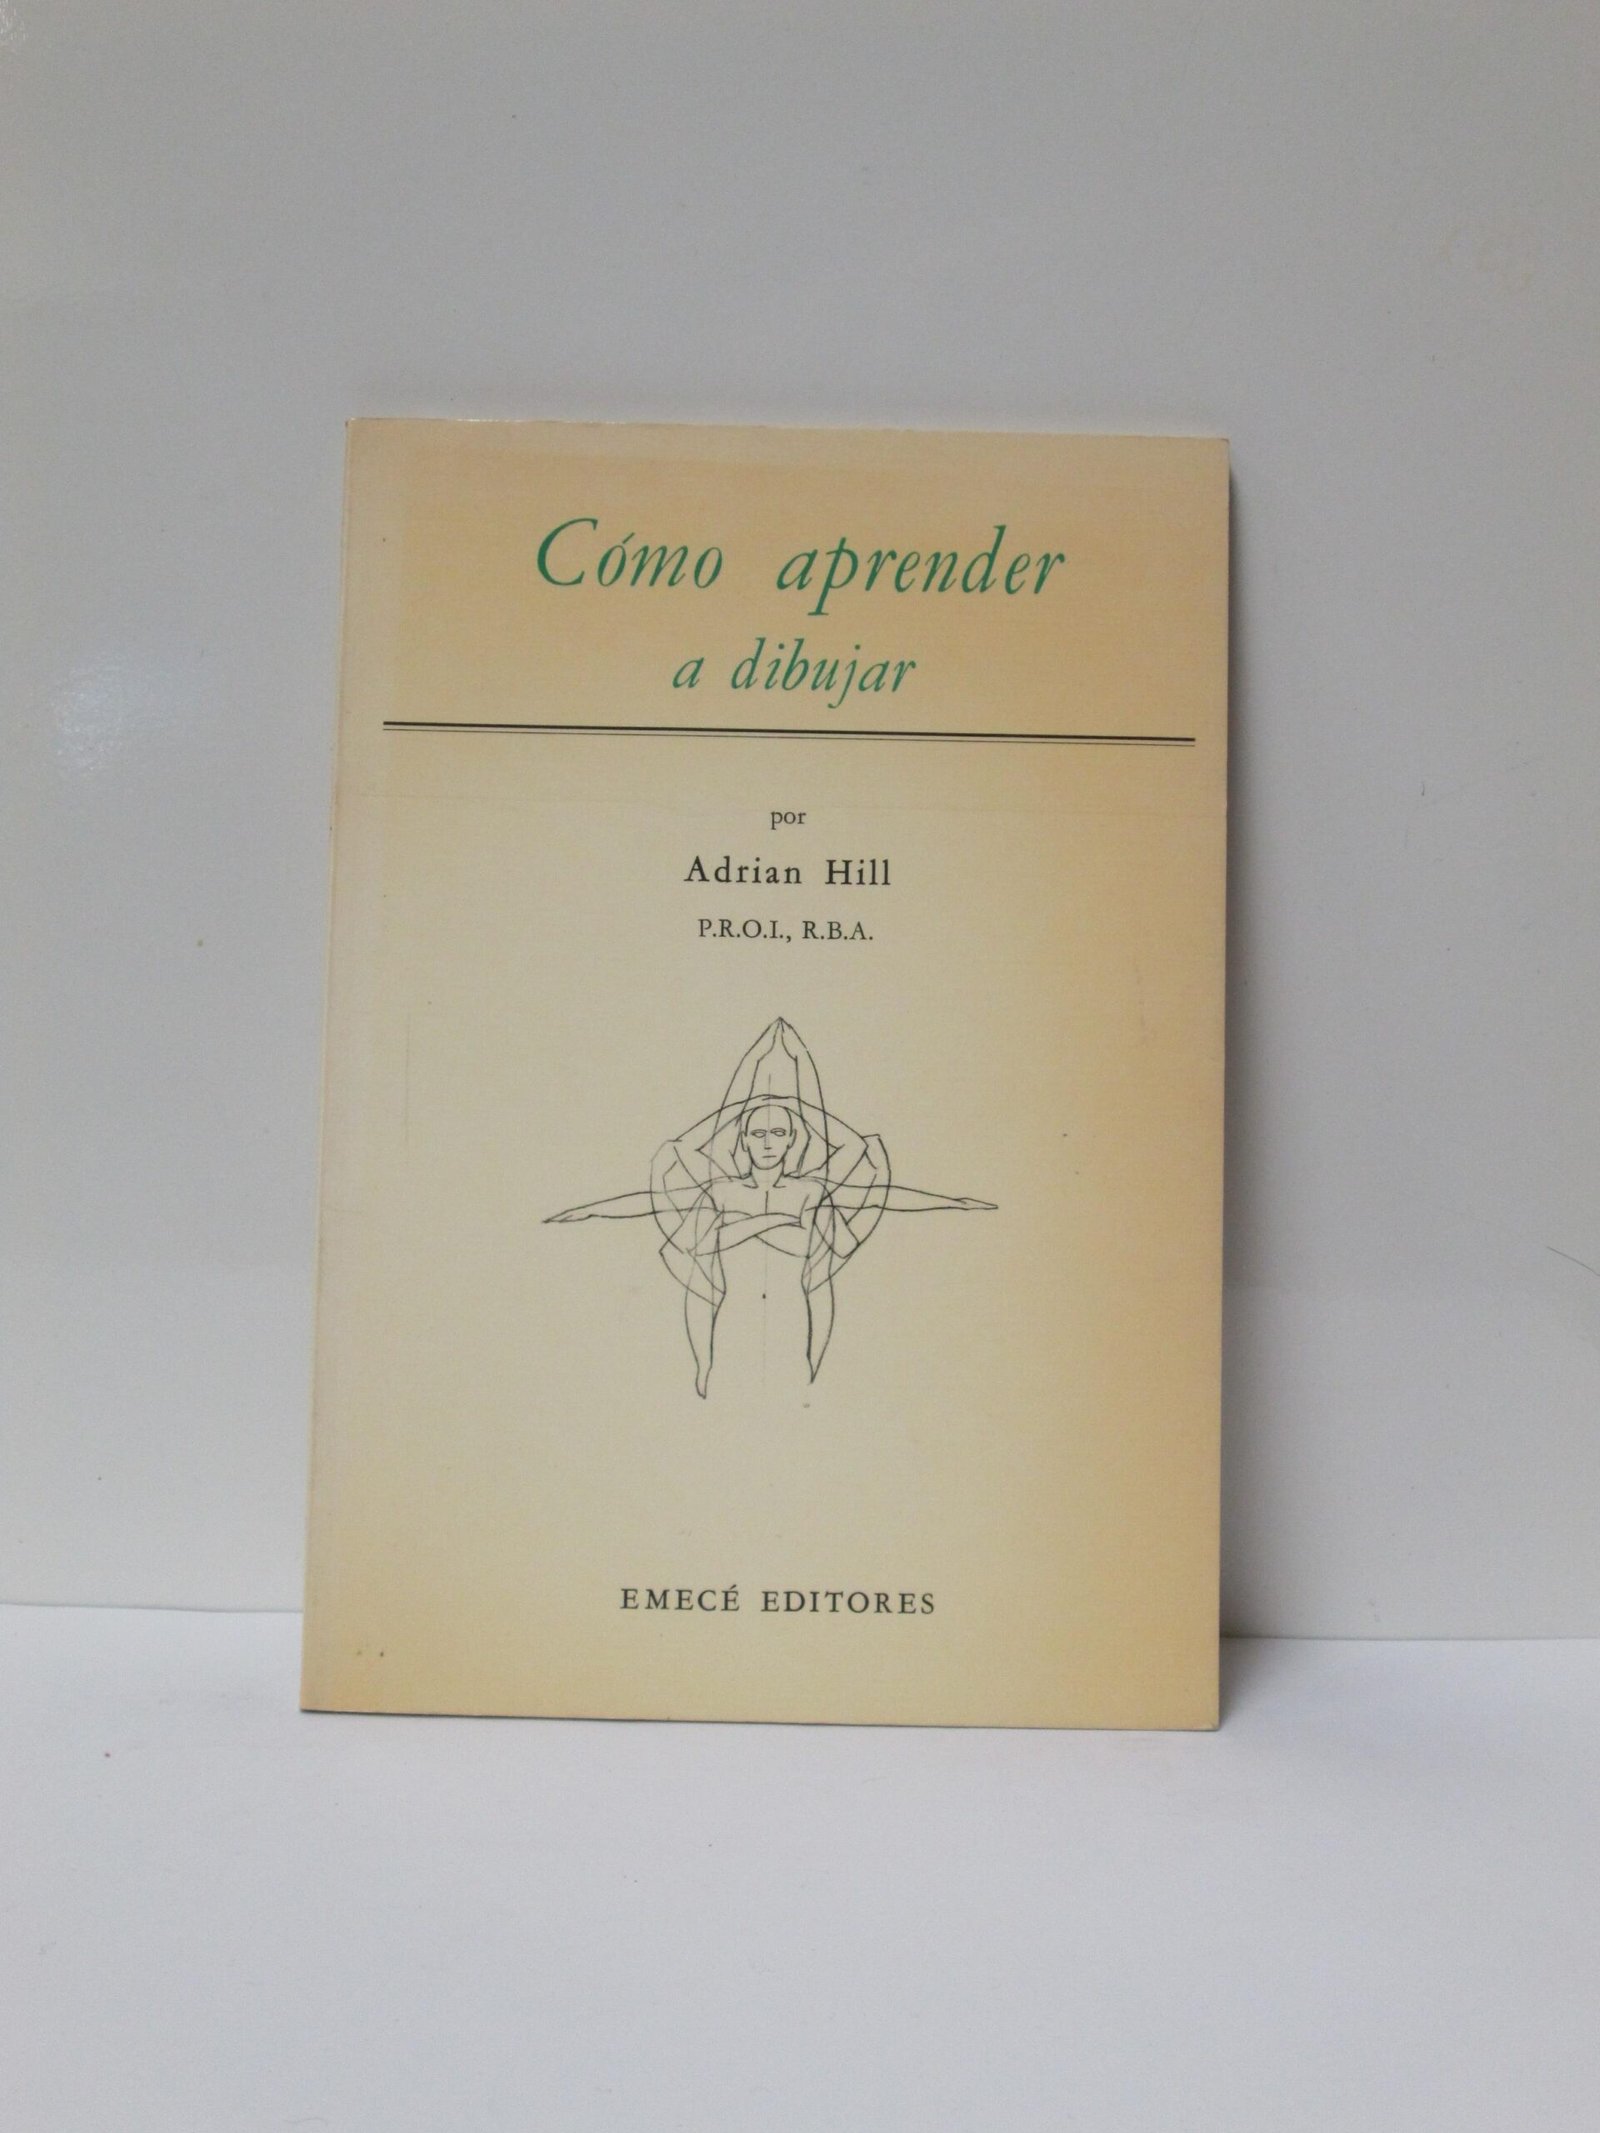 Cómo aprender
a dibujar
por
Adrian Hill
P.R.O.I., R.B.A.
EMECÉ EDITORES